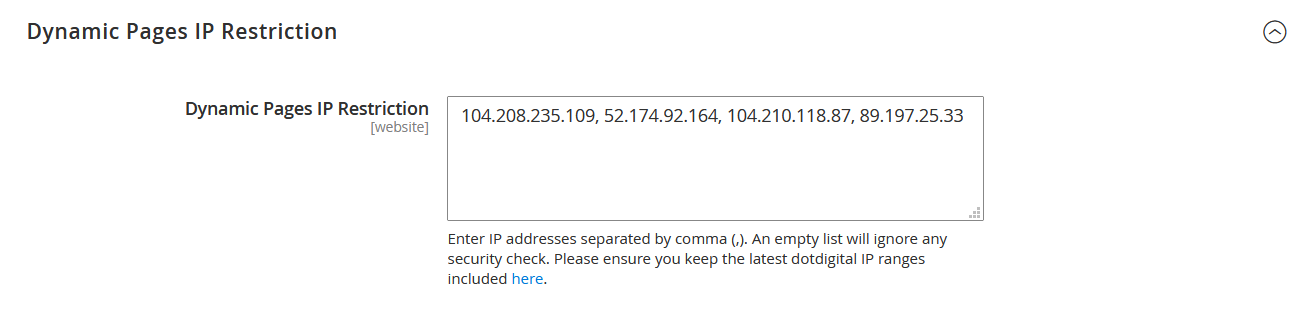 Dynamic Pages IP Restriction
Dynamic Pages IP Restriction
[website]
104.208.235.109, 52.174.92.164, 104.210.118.87, 89.197.25.33
Enter IP addresses separated by comma (,). An empty list will ignore any
security check. Please ensure you keep the latest dotdigital IP ranges
included here.